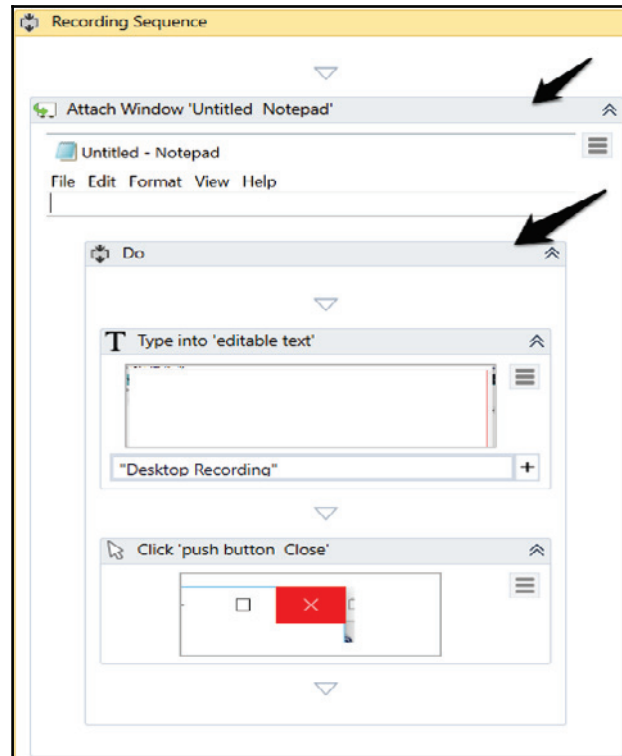 Recording Sequence
Attach Window 'Untitled Notepad'
Untitled - Notepad
File Edit Format View Help
Do
T Type into 'editable text'
"Desktop Recording"
Click 'push button Close'